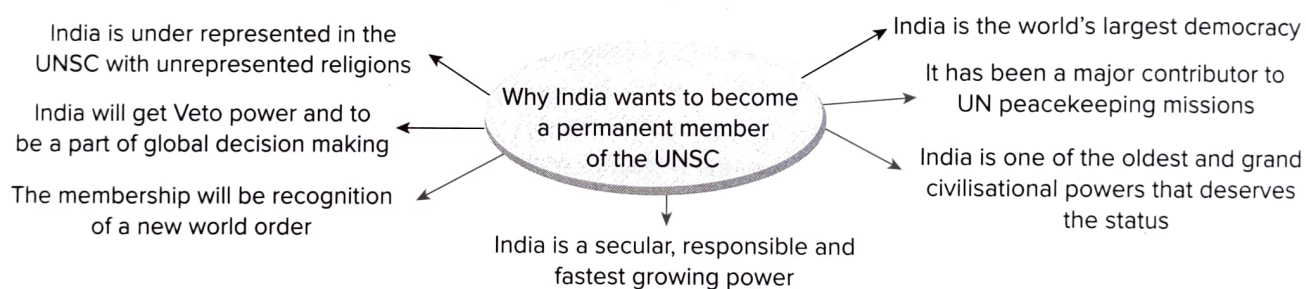 Why India wants to become
a permanent member
of the UNSC
India is under represented in the
UNSC with unrepresented religions
India will get Veto power and to
be a part of global decision making
The membership will be recognition
of a new world order
India is a secular, responsible and
fastest growing power
India is the world's largest democracy
It has been a major contributor to
UN peacekeeping missions
India is one of the oldest and grand
civilisational powers that deserves
the status